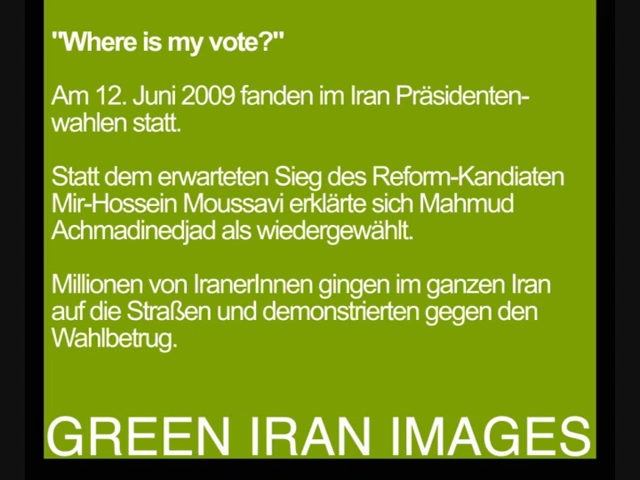 "Where is my vote?"
Am 12. Juni 2009 fanden im Iran Präsidenten-
wahlen statt.
Statt dem erwarteten Sieg des Reform-Kandiaten
Mir-Hossein Moussavi erklärte sich Mahmud
Achmadinedjad als wiedergewählt.
Millionen von IranerInnen gingen im ganzen Iran
auf die Straßen und demonstrierten gegen den
Wahlbetrug.
GREEN IRAN IMAGES